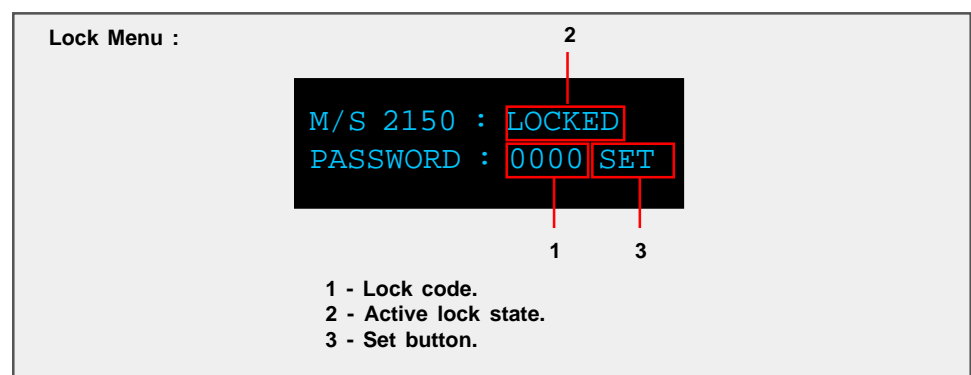 Lock Menu :
2
M/S 2150 : LOCKED
PASSWORD : 0000 SET
1 3
1 - Lock code.
2 - Active lock state.
3 - Set button.